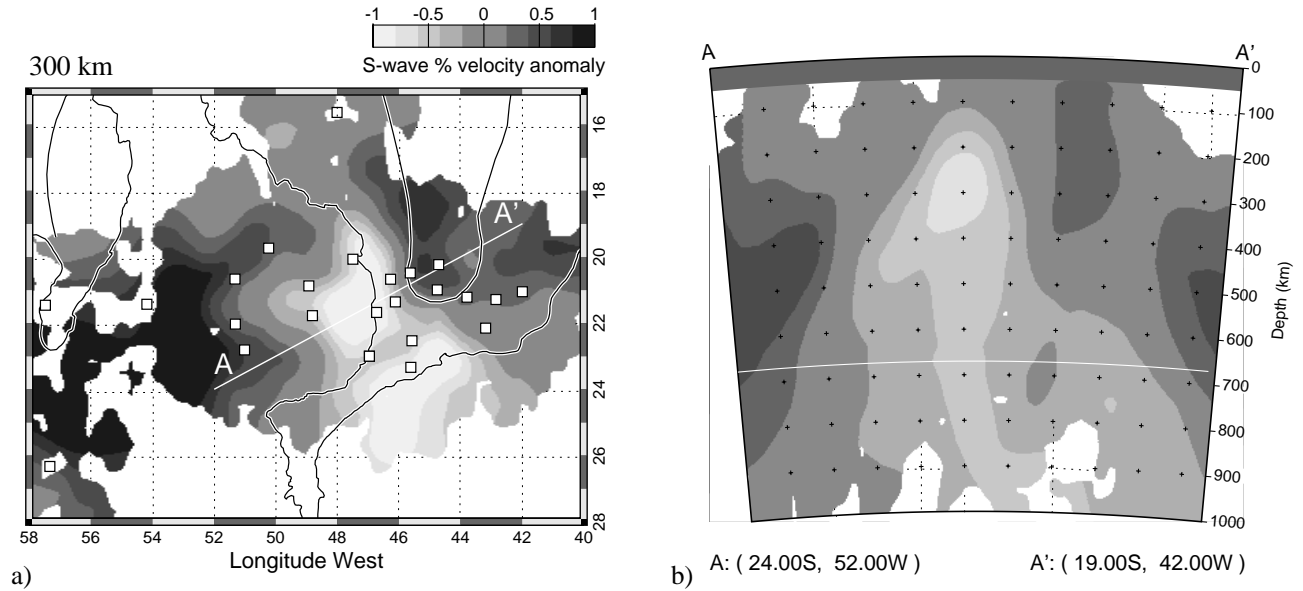 -1 -0.5 0 0.5 1
S-wave % velocity anomaly
300 km
16
18
20
22
24
26
28
A
A'
58 56 54 52 50 48 46 44 42 40
Longitude West
a)
A
A'
0
100
200
300
400
500
600
700
800
900
1000
Depth (km)
A: ( 24.00S, 52.00W )
A': ( 19.00S, 42.00W )
b)